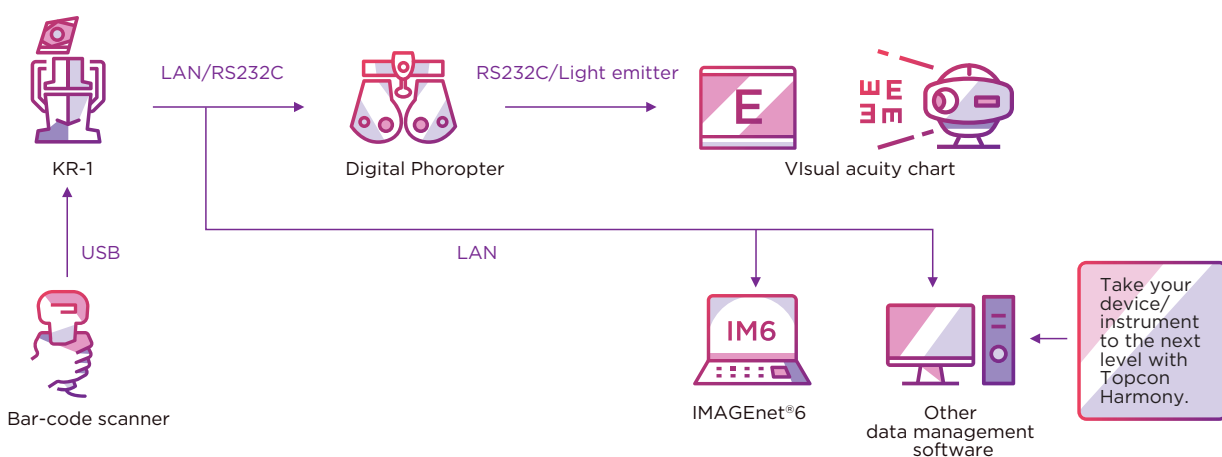 LAN/RS232C
RS232C/Light emitter
E
E E
E E
KR-1
Digital Phoropter
VIsual acuity chart
USB
LAN
Take your
device/
instrument
to the next
level with
Topcon
Harmony.
IM6
Bar-code scanner
IMAGEnet®6
Other
data management
software